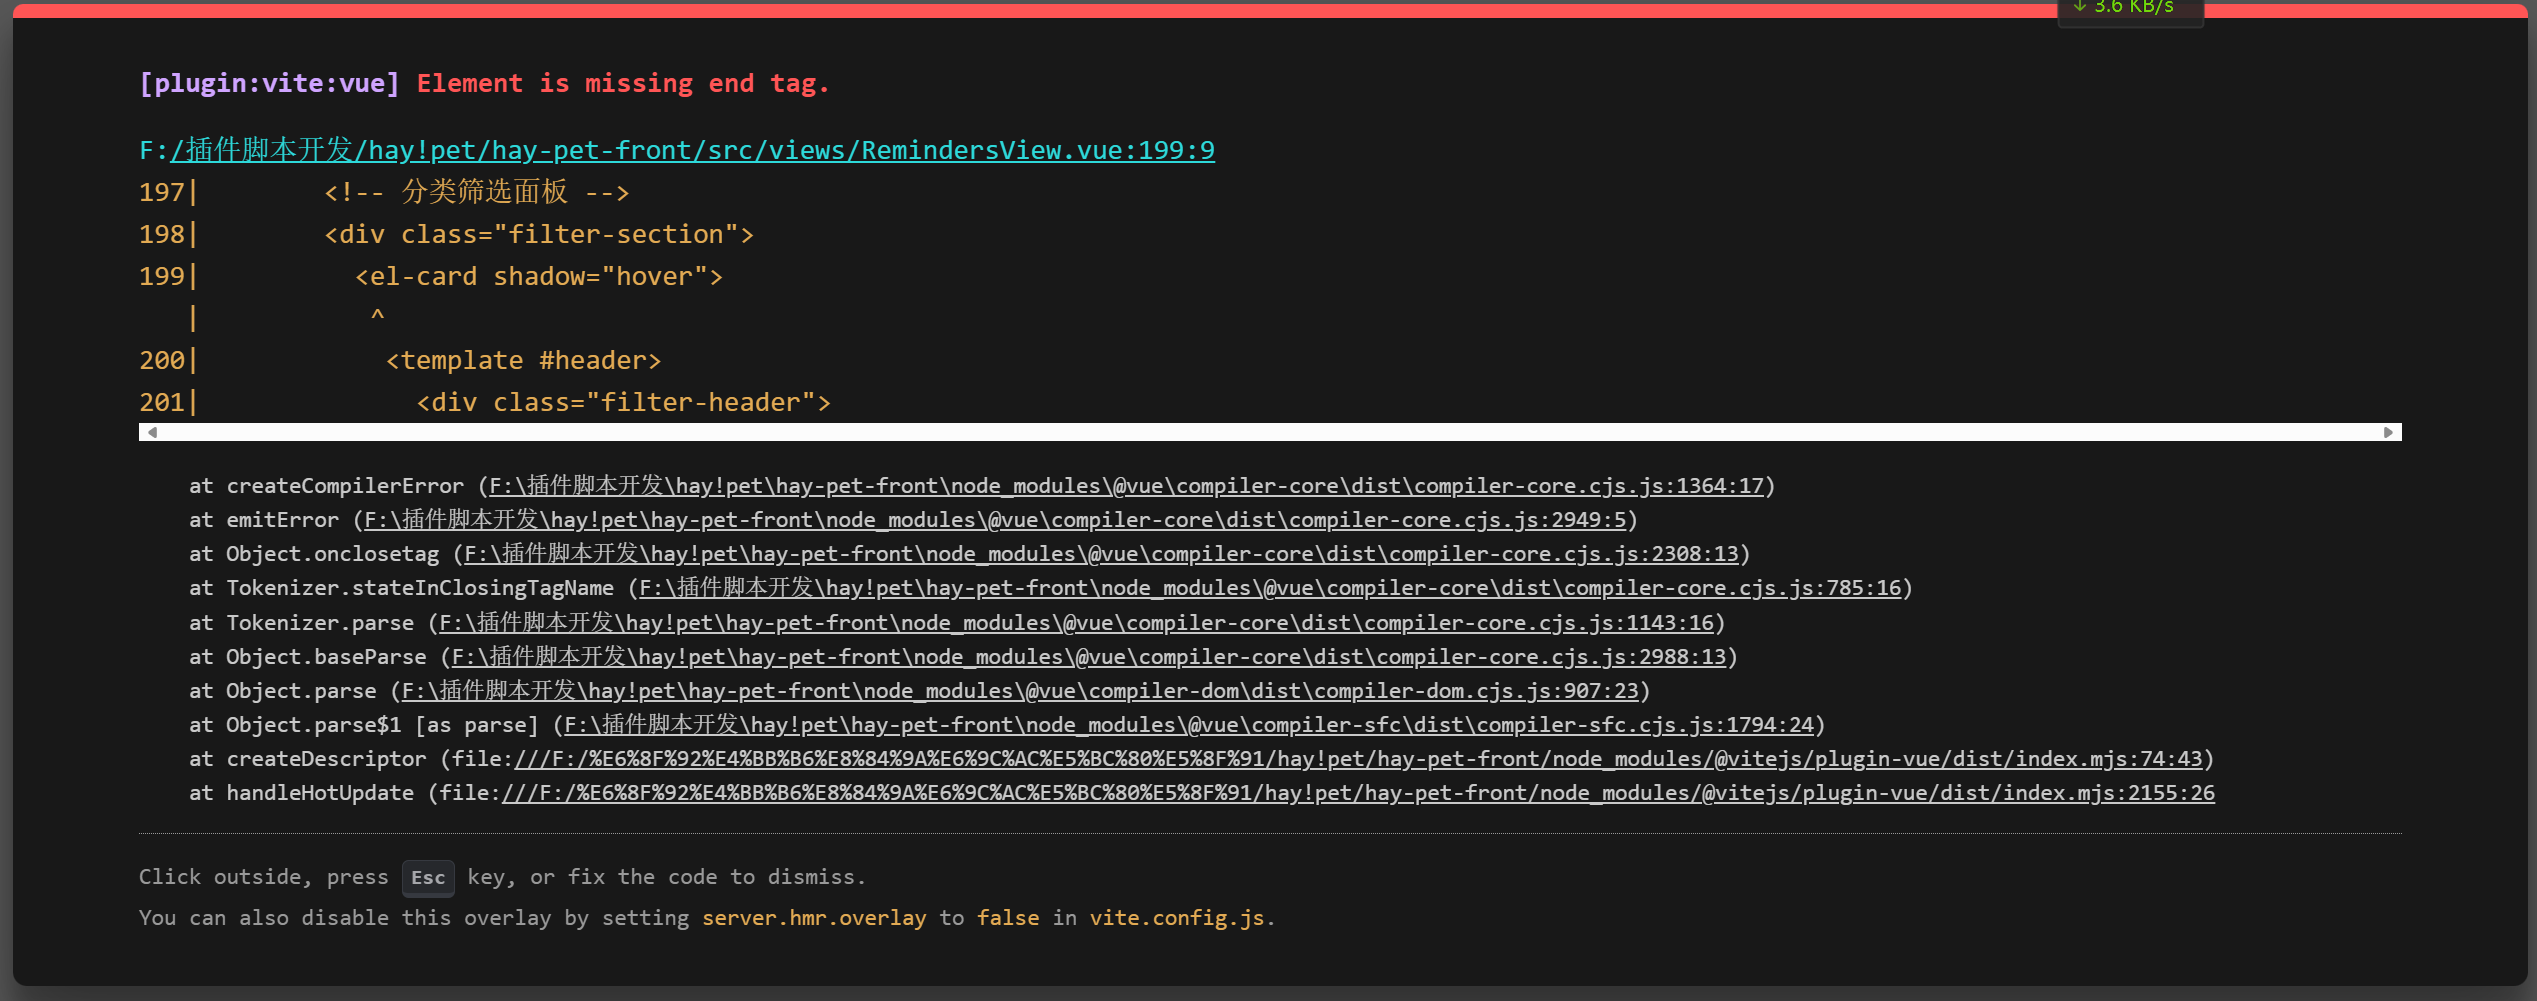 ↓ 3.6 KB/s
[plugin:vite:vue] Element is missing end tag.
F:/插件脚本开发/hay!pet/hay-pet-front/src/views/RemindersView.vue:199:9
197|        <!-- 分类筛选面板 -->
198|        <div class="filter-section">
199|          <el-card shadow="hover">
   |           ^
200|            <template #header>
201|              <div class="filter-header">
at createCompilerError (F:\插件脚本开发\hay!pet\hay-pet-front\node_modules\@vue\compiler-core\dist\compiler-core.cjs.js:1364:17)
at emitError (F:\插件脚本开发\hay!pet\hay-pet-front\node_modules\@vue\compiler-core\dist\compiler-core.cjs.js:2949:5)
at Object.onclosetag (F:\插件脚本开发\hay!pet\hay-pet-front\node_modules\@vue\compiler-core\dist\compiler-core.cjs.js:2308:13)
at Tokenizer.stateInClosingTagName (F:\插件脚本开发\hay!pet\hay-pet-front\node_modules\@vue\compiler-core\dist\compiler-core.cjs.js:785:16)
at Tokenizer.parse (F:\插件脚本开发\hay!pet\hay-pet-front\node_modules\@vue\compiler-core\dist\compiler-core.cjs.js:1143:16)
at Object.baseParse (F:\插件脚本开发\hay!pet\hay-pet-front\node_modules\@vue\compiler-core\dist\compiler-core.cjs.js:2988:13)
at Object.parse (F:\插件脚本开发\hay!pet\hay-pet-front\node_modules\@vue\compiler-dom\dist\compiler-dom.cjs.js:907:23)
at Object.parse$1 [as parse] (F:\插件脚本开发\hay!pet\hay-pet-front\node_modules\@vue\compiler-sfc\dist\compiler-sfc.cjs.js:1794:24)
at createDescriptor (file:///F:/%E6%8F%92%E4%BB%B6%E8%84%9A%E6%9C%AC%E5%BC%80%E5%8F%91/hay!pet/hay-pet-front/node_modules/@vitejs/plugin-vue/dist/index.mjs:74:43)
at handleHotUpdate (file:///F:/%E6%8F%92%E4%BB%B6%E8%84%9A%E6%9C%AC%E5%BC%80%E5%8F%91/hay!pet/hay-pet-front/node_modules/@vitejs/plugin-vue/dist/index.mjs:2155:26
Click outside, press Esc key, or fix the code to dismiss.
You can also disable this overlay by setting server.hmr.overlay to false in vite.config.js.